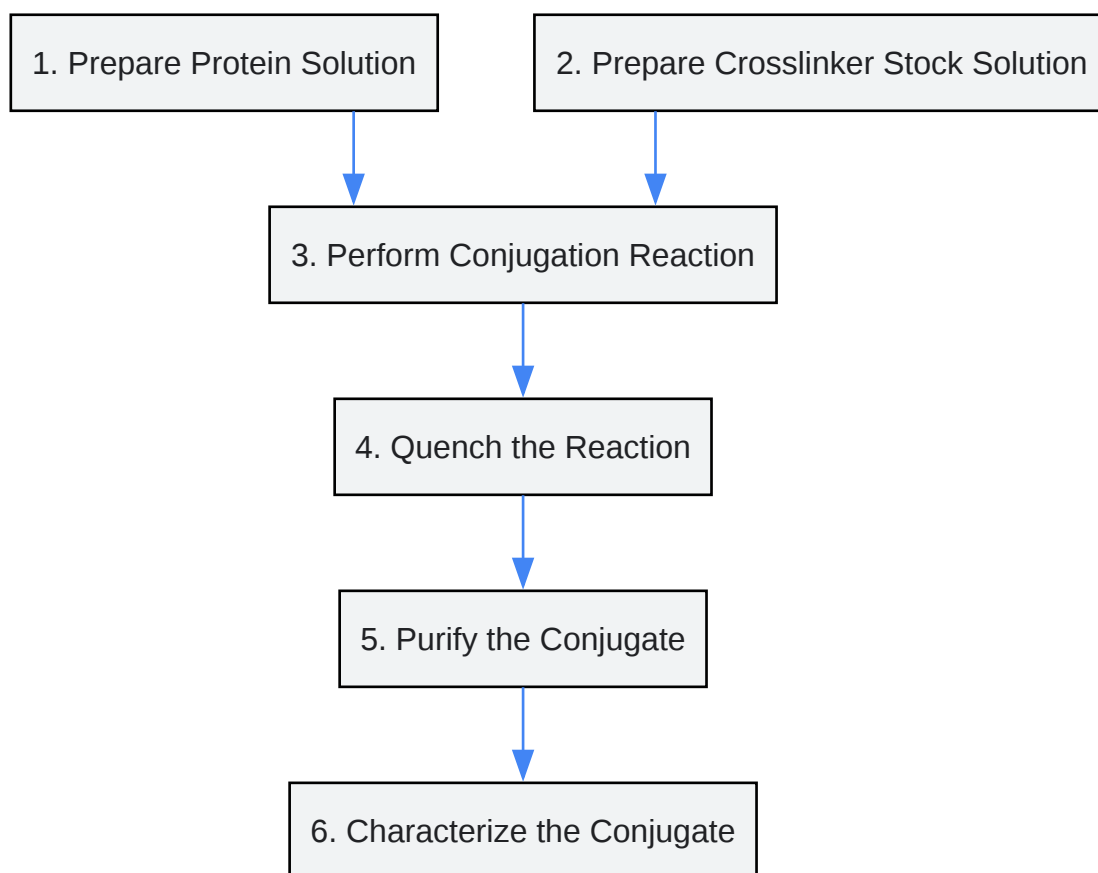 1. Prepare Protein Solution
2. Prepare Crosslinker Stock Solution
3. Perform Conjugation Reaction
4. Quench the Reaction
5. Purify the Conjugate
6. Characterize the Conjugate